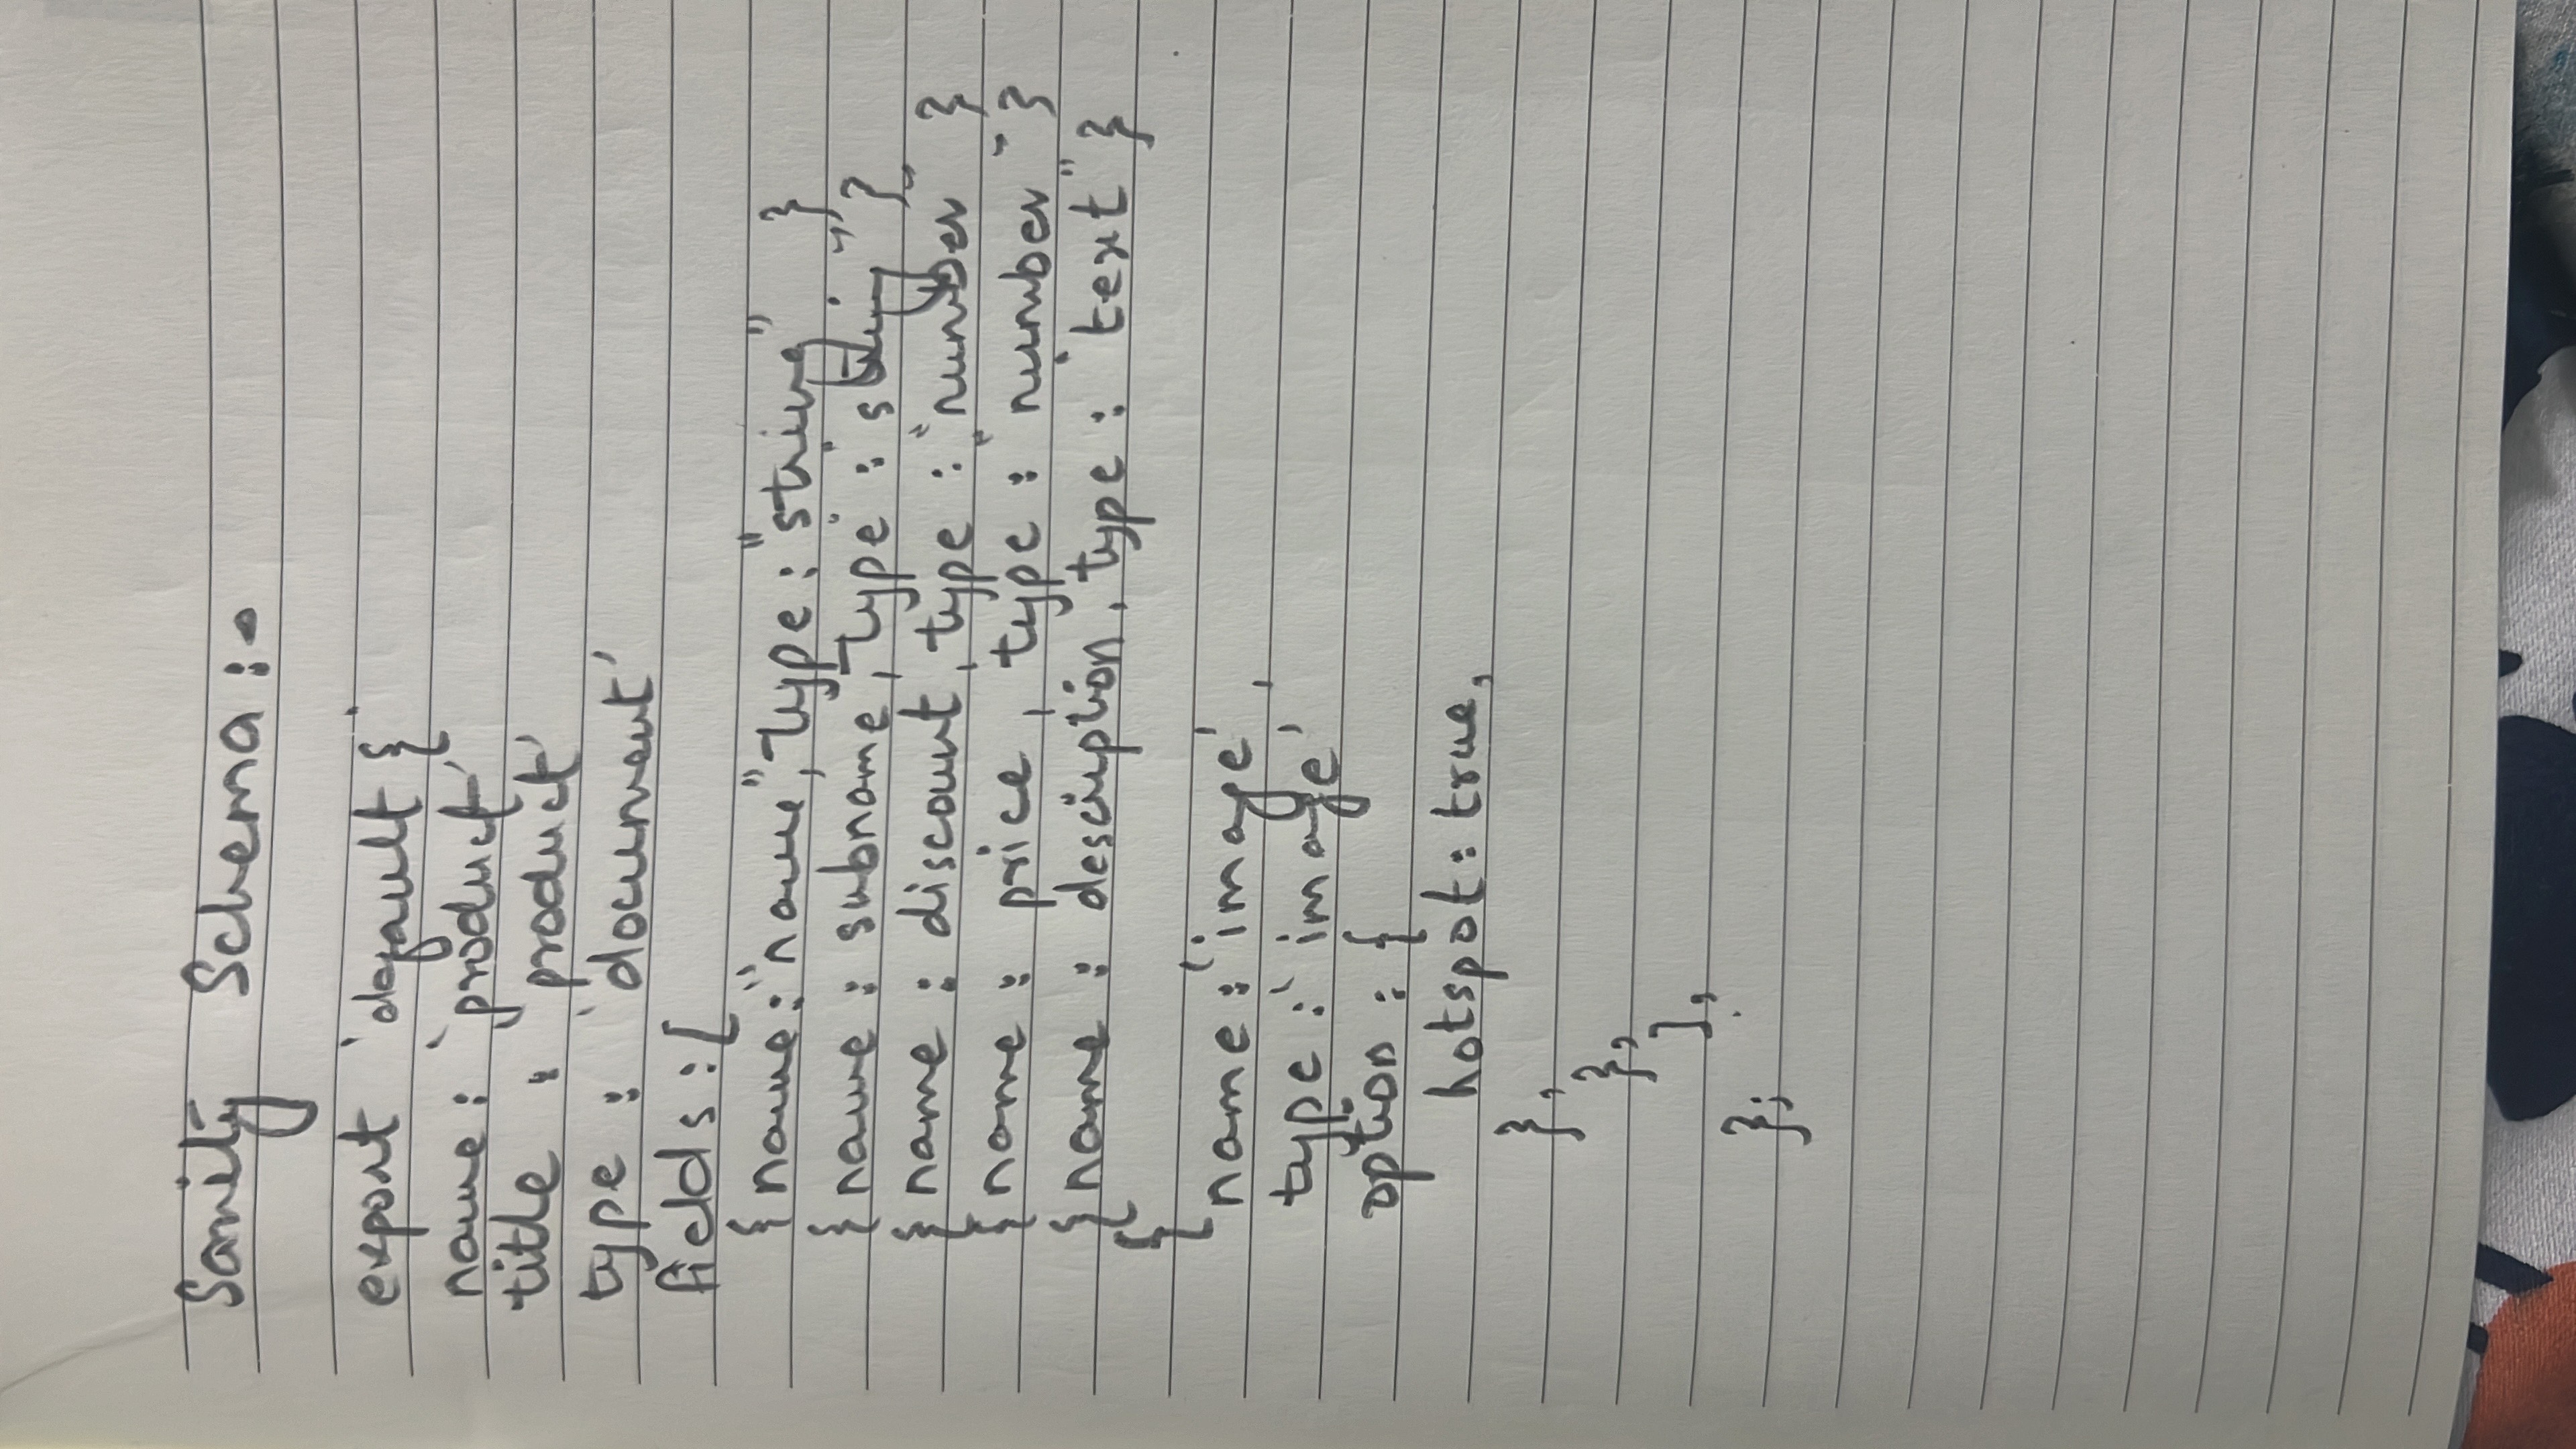 Sanity Schema :-
export default {
name : 'product'
title : 'product'
type : 'document'
fields : [
{ name : "name", type : "string" }
{ name : subname, type : "string" }
{ name : discount, type : "number" }
{ name : price, type : "number" }
{ name : description, type : "text" }
{
name : 'image',
type : 'image'
option : {
hotspot : true,
},
},
],
};